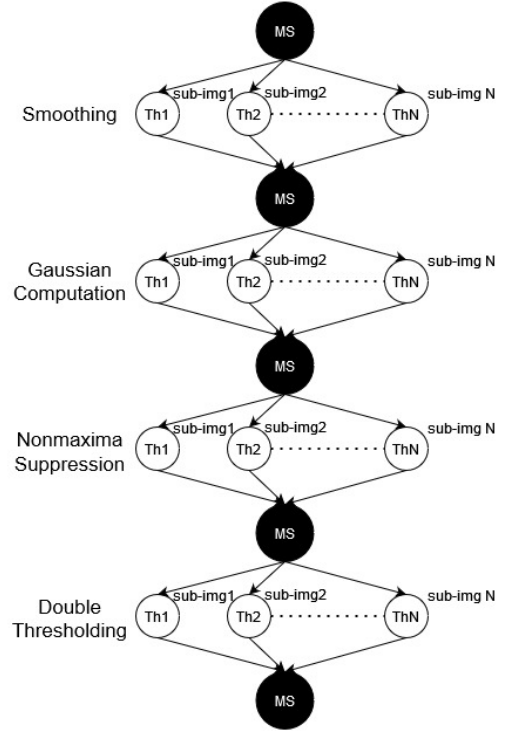 MS
sub-img1 sub-img2 sub-img N
Smoothing Th1 Th2 ThN
MS
sub-img1 sub-img2 sub-img N
Gaussian
Computation
Th1 Th2 ThN
MS
sub-img1 sub-img2 sub-img N
Nonmaxima
Suppression
Th1 Th2 ThN
MS
sub-img1 sub-img2 sub-img N
Double
Thresholding
Th1 Th2 ThN
MS